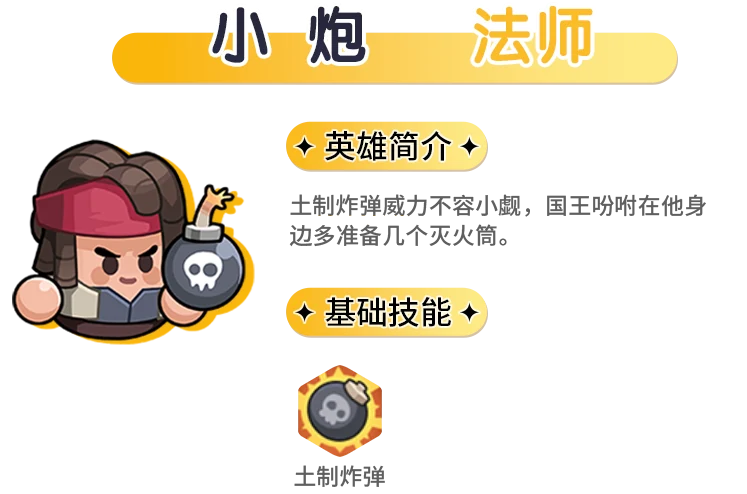 小 炮 法师
英雄简介
土制炸弹威力不容小觑，国王吩咐在他身
边多准备几个灭火筒。
基础技能
土制炸弹